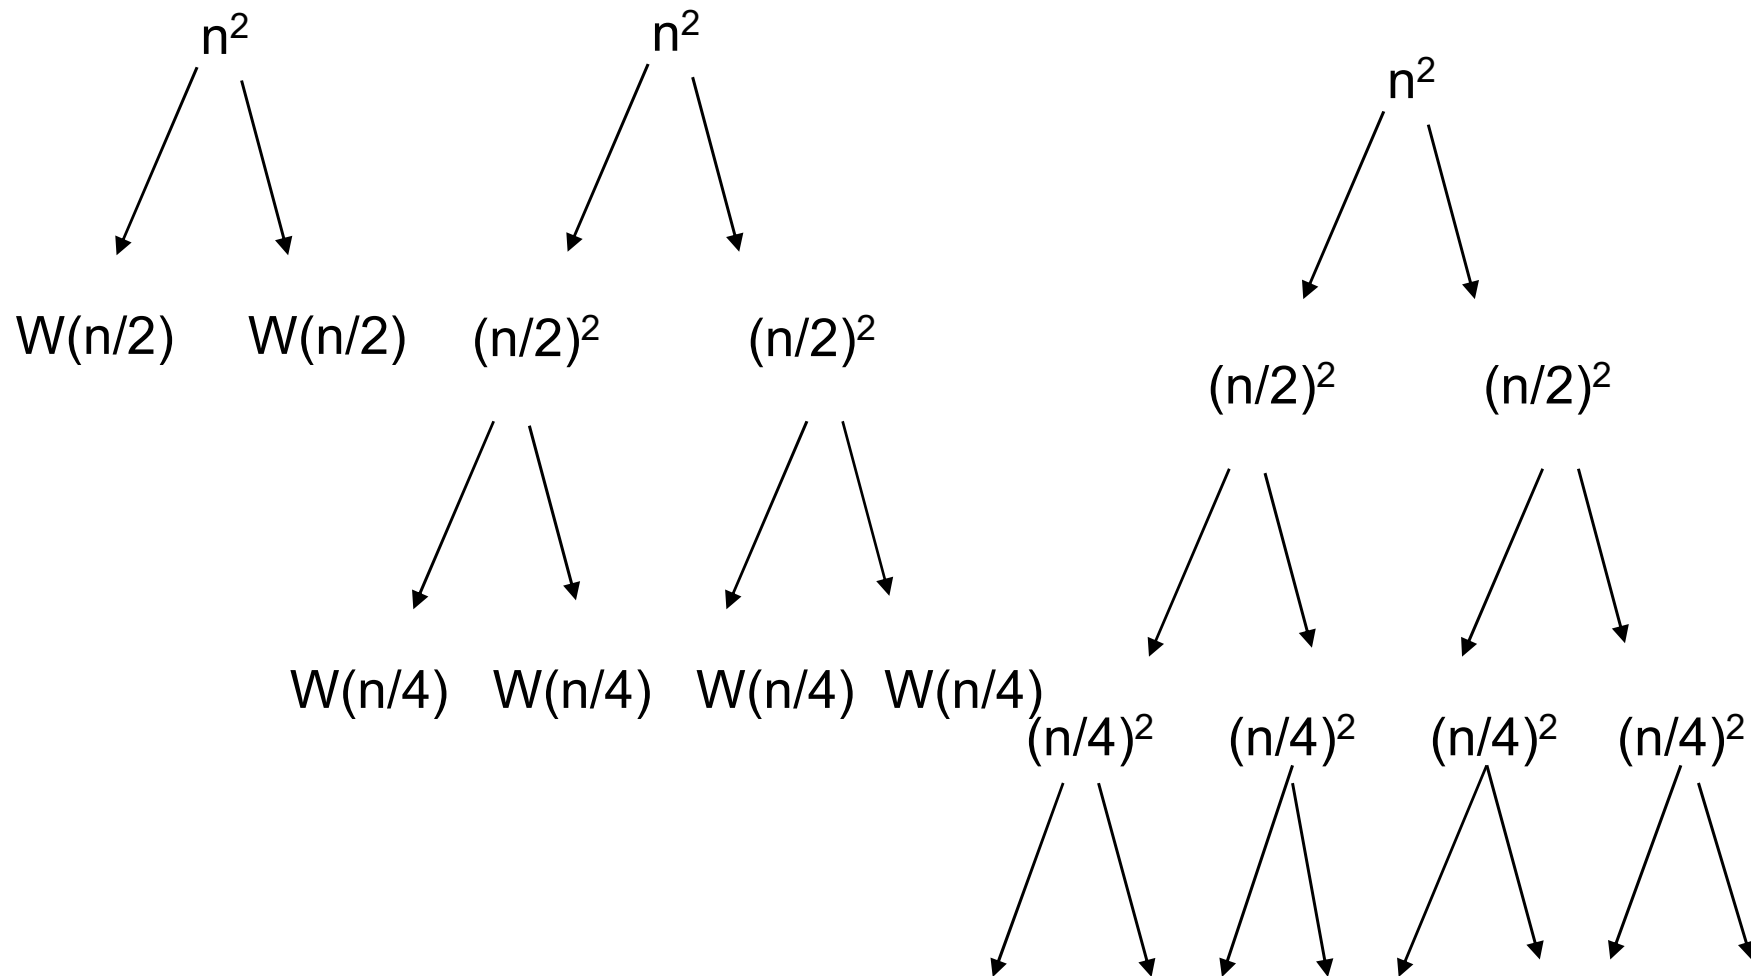 n²
W(n/2) W(n/2)
n²
(n/2)² (n/2)²
W(n/4) W(n/4) W(n/4) W(n/4)
n²
(n/2)² (n/2)²
(n/4)² (n/4)² (n/4)² (n/4)²